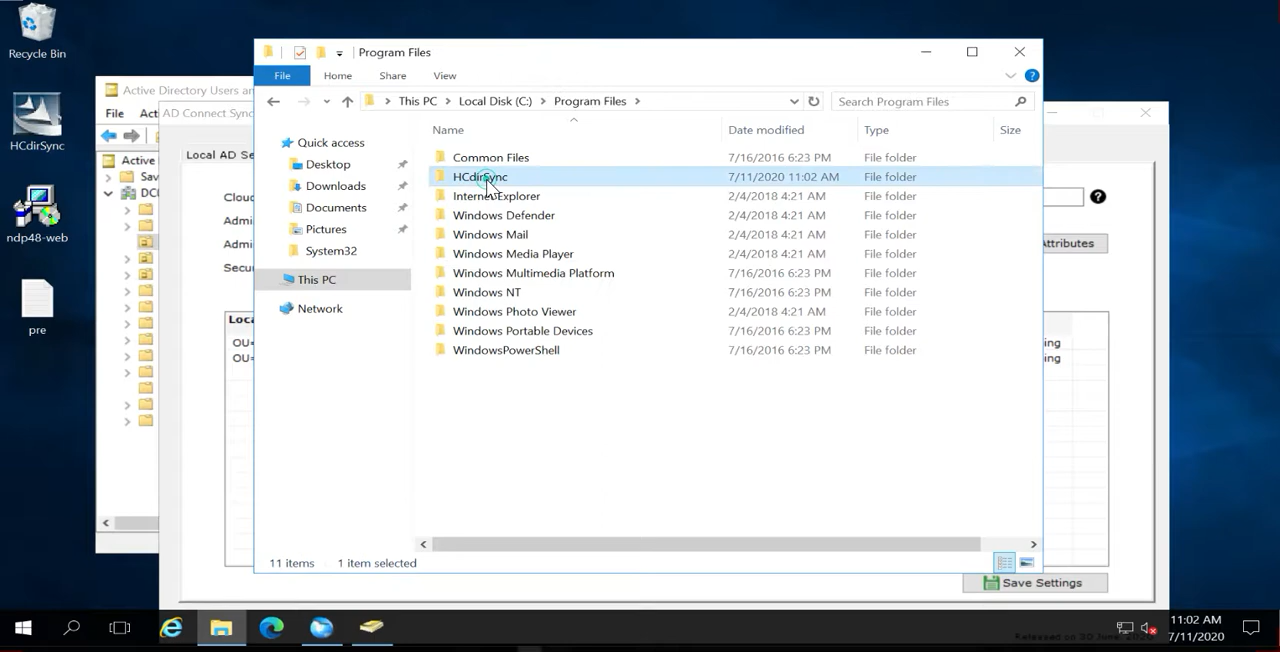 Recycle Bin
HCdirSync
ndp48-web
pre
Active Directory Users an
File Act
AD Connect Sync
Local AD Se
Active
Sav
DC
Clou
Admi
Admi
Secu
Loca
OU=
OU=
Attributes
ing
ing
Save Settings
Program Files
File Home Share View
This PC Local Disk (C:) Program Files
Search Program Files
Quick access
Desktop
Downloads
Documents
Pictures
System32
This PC
Network
Name Date modified Type Size
Common Files 7/16/2016 6:23 PM File folder
HCdirSync 7/11/2020 11:02 AM File folder
Internet Explorer 2/4/2018 4:21 AM File folder
Windows Defender 2/4/2018 4:21 AM File folder
Windows Mail 2/4/2018 4:21 AM File folder
Windows Media Player 2/4/2018 4:21 AM File folder
Windows Multimedia Platform 7/16/2016 6:23 PM File folder
Windows NT 7/16/2016 6:23 PM File folder
Windows Photo Viewer 2/4/2018 4:21 AM File folder
Windows Portable Devices 7/16/2016 6:23 PM File folder
WindowsPowerShell 7/16/2016 6:23 PM File folder
11 items 1 item selected
Released on 30 June, 2020
11:02 AM
7/11/2020